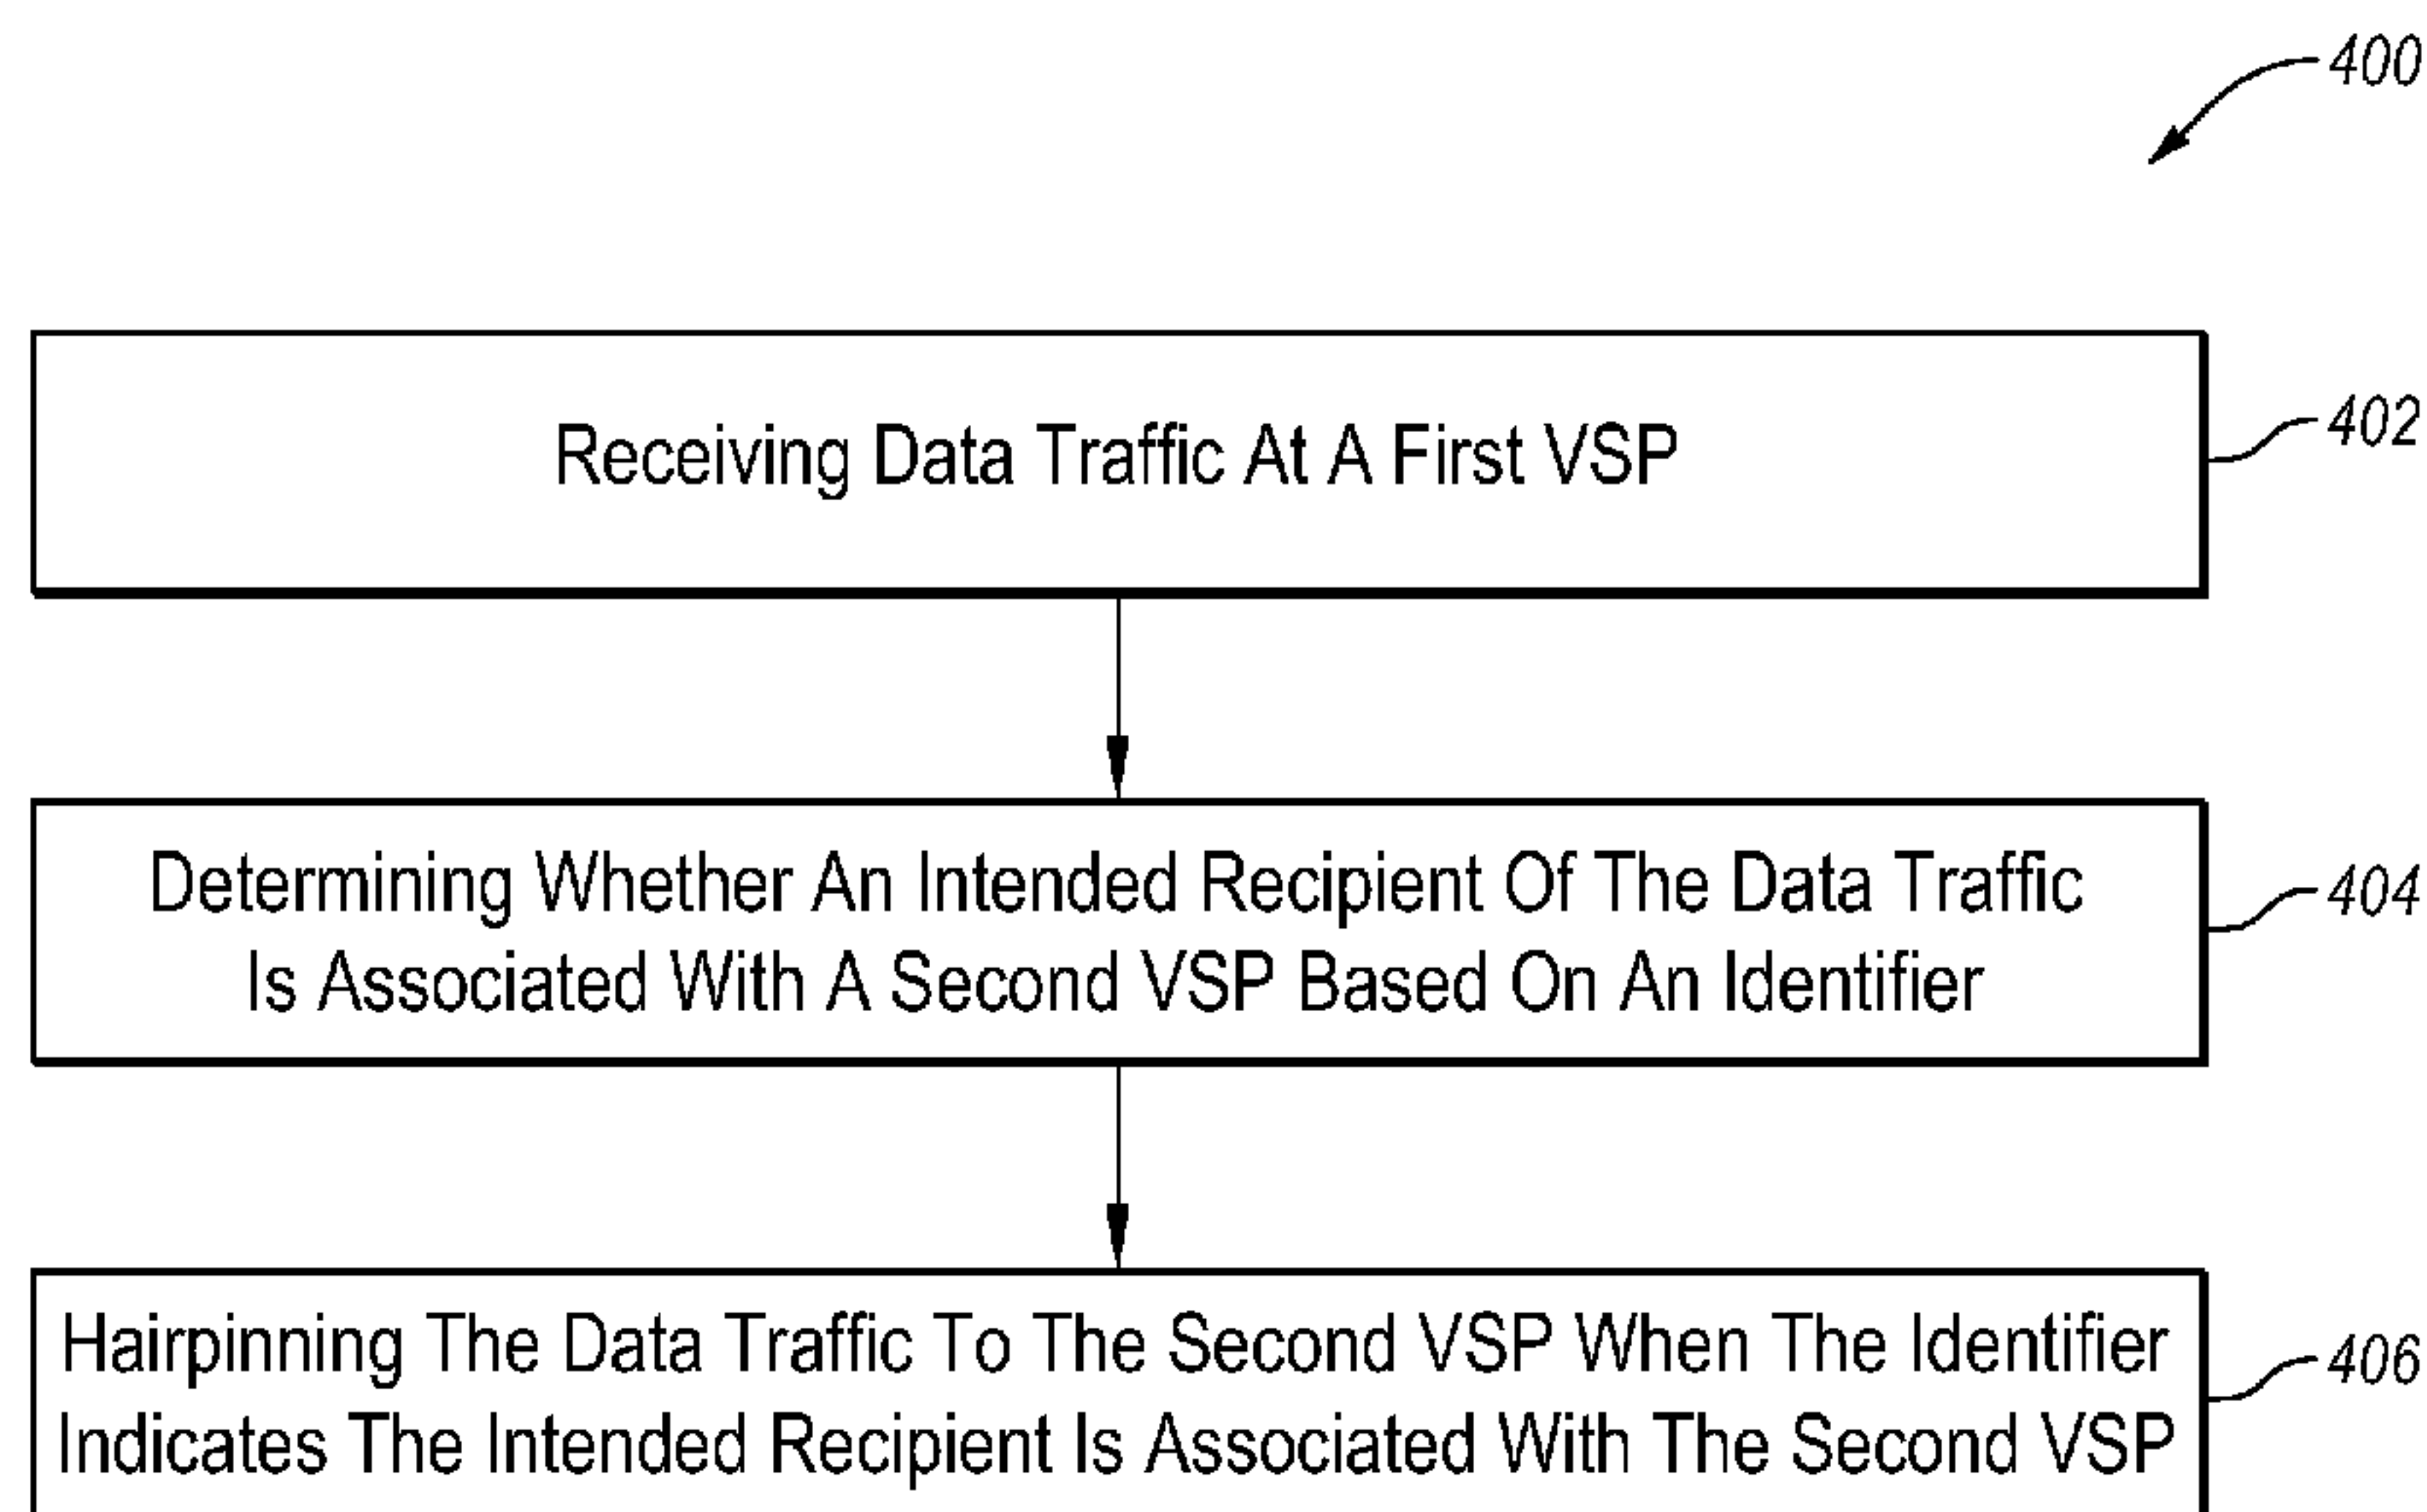 400
Receiving Data Traffic At A First VSP
402
Determining Whether An Intended Recipient Of The Data Traffic
Is Associated With A Second VSP Based On An Identifier
404
Hairpinning The Data Traffic To The Second VSP When The Identifier
Indicates The Intended Recipient Is Associated With The Second VSP
406